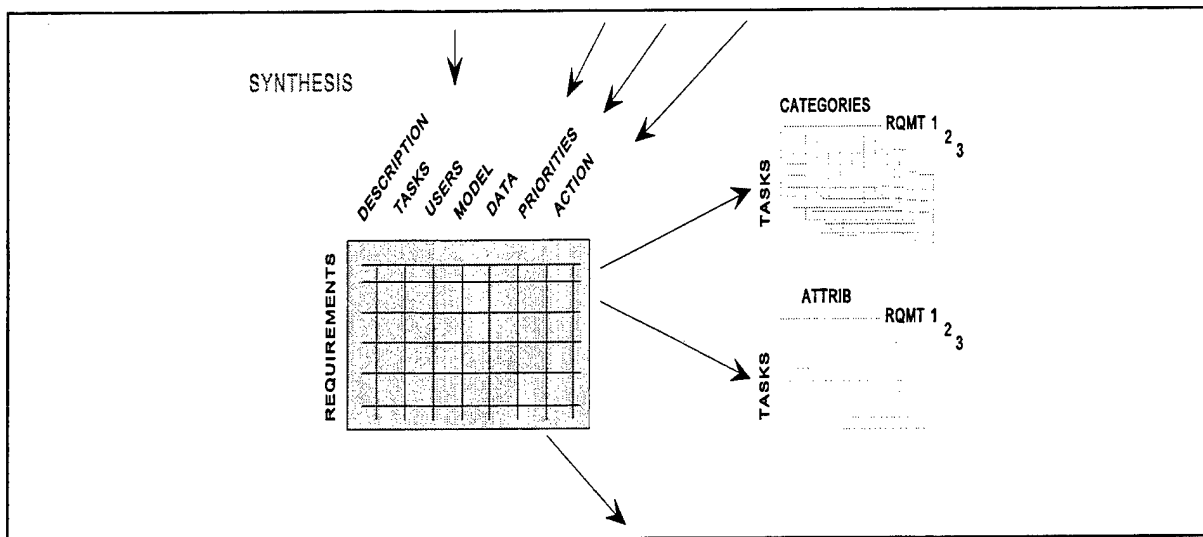 SYNTHESIS
DESCRIPTION
TASKS
USERS
MODEL
DATA
PRIORITIES
ACTION
REQUIREMENTS
CATEGORIES
RQMT 1
2
3
TASKS
ATTRIB
RQMT 1
2
3
TASKS